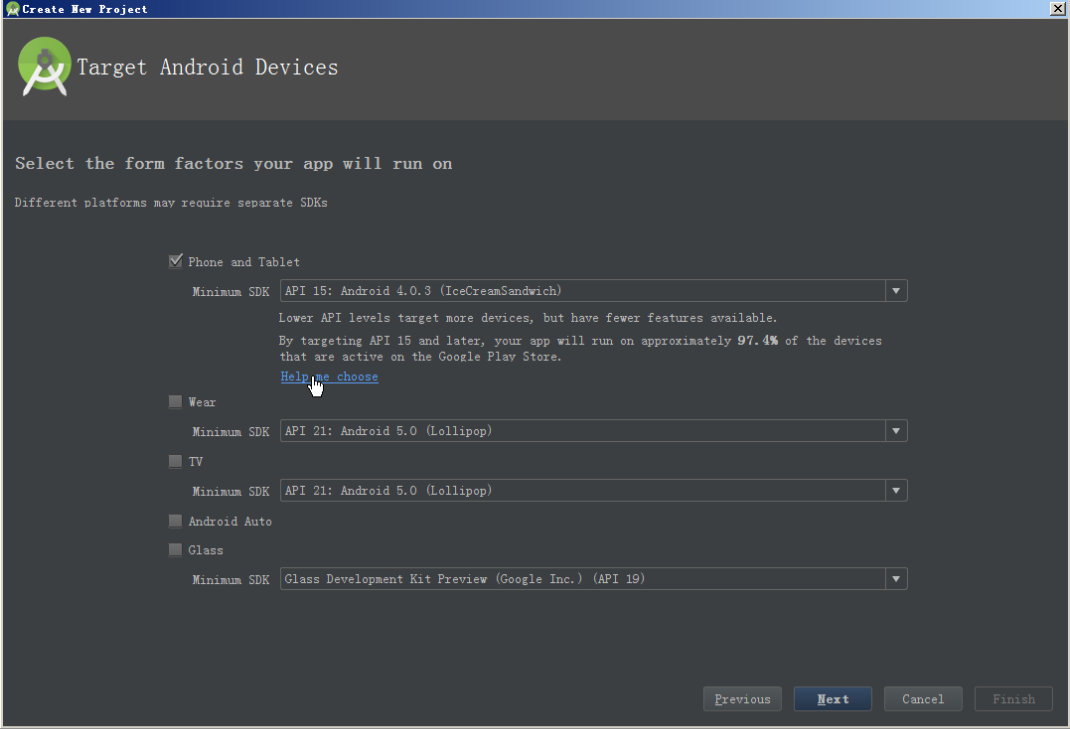 Create New Project
Target Android Devices
Select the form factors your app will run on
Different platforms may require separate SDKs
Phone and Tablet
Minimum SDK API 15: Android 4.0.3 (IceCreamSandwich)
Lower API levels target more devices, but have fewer features available.
By targeting API 15 and later, your app will run on approximately 97.4% of the devices
that are active on the Google Play Store.
Help me choose
Wear
Minimum SDK API 21: Android 5.0 (Lollipop)
TV
Minimum SDK API 21: Android 5.0 (Lollipop)
Android Auto
Glass
Minimum SDK Glass Development Kit Preview (Google Inc.) (API 19)
Previous Next Cancel Finish